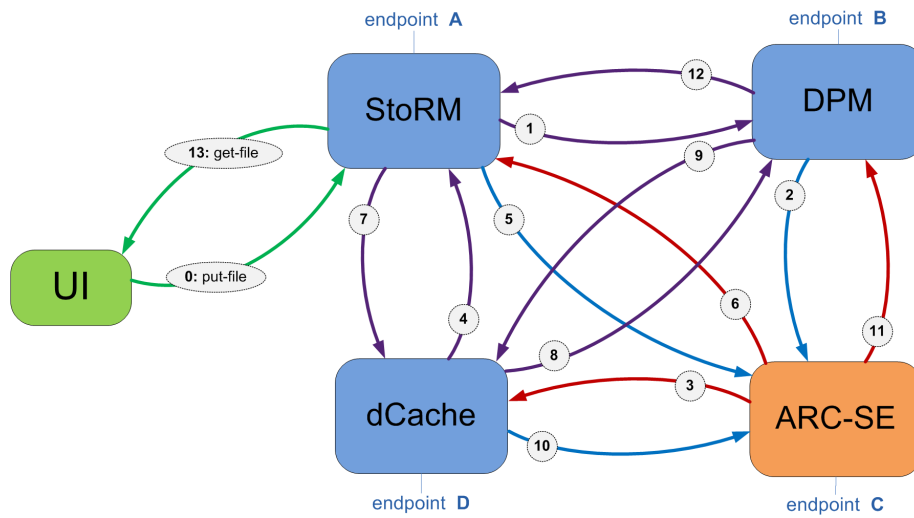 endpoint A
endpoint B
StoRM
DPM
12
1
9
13: get-file
7
5
2
UI
0: put-file
4
6
11
8
3
dCache
ARC-SE
10
endpoint D
endpoint C